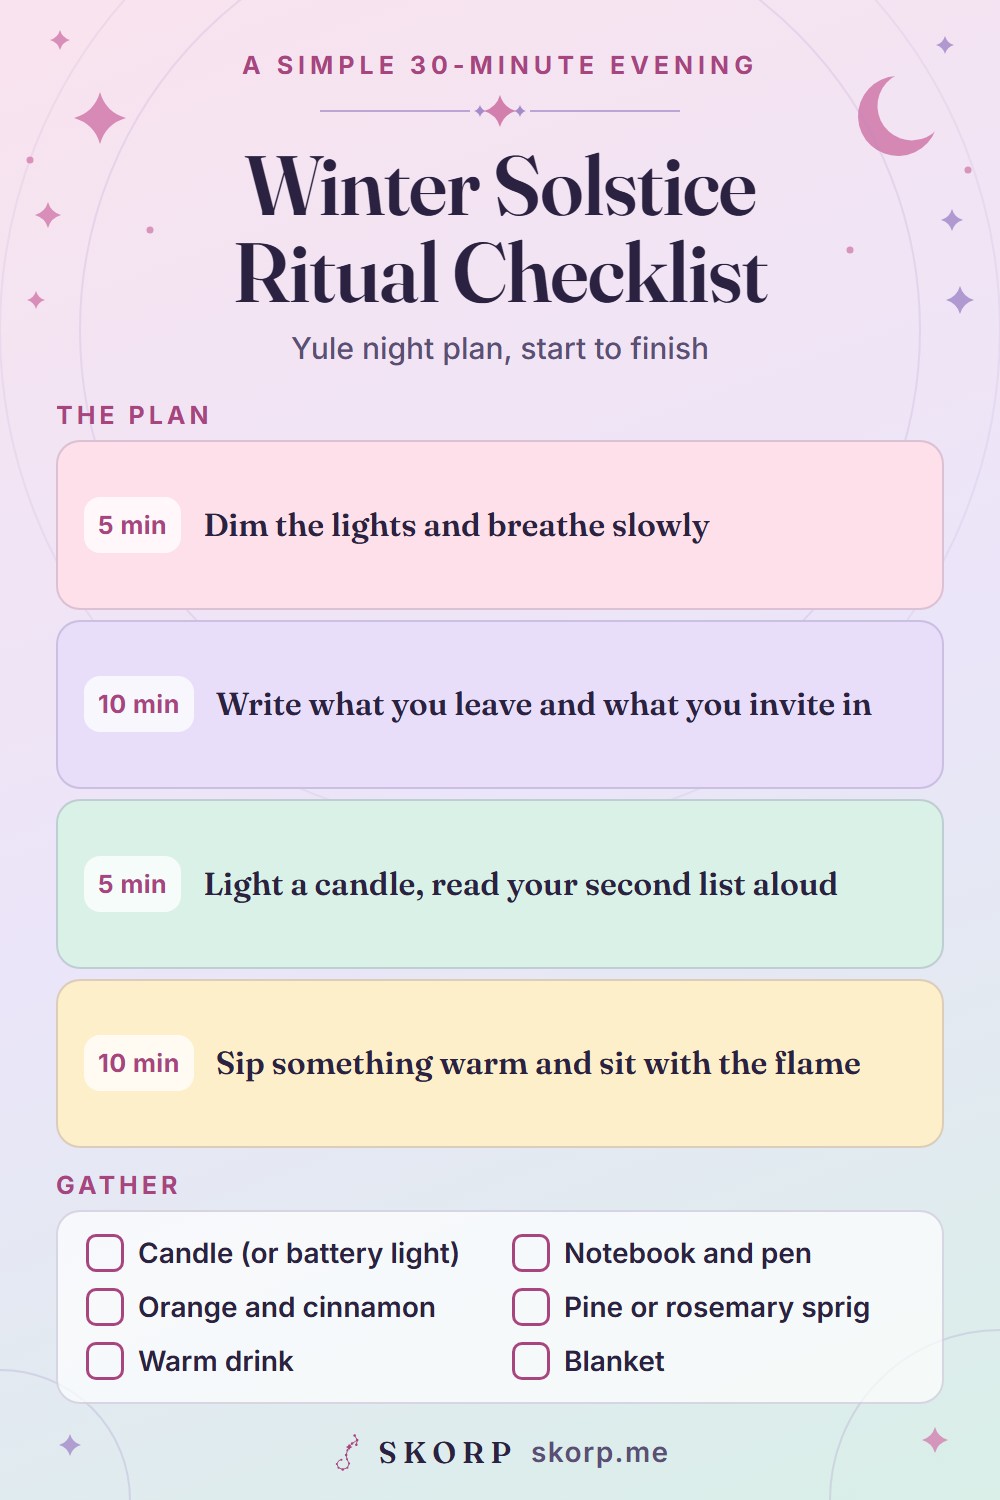 A SIMPLE 30-MINUTE EVENING
Winter Solstice
Ritual Checklist
Yule night plan, start to finish
THE PLAN
5 min Dim the lights and breathe slowly
10 min Write what you leave and what you invite in
5 min Light a candle, read your second list aloud
10 min Sip something warm and sit with the flame
GATHER
Candle (or battery light) Notebook and pen
Orange and cinnamon Pine or rosemary sprig
Warm drink Blanket
SKORP skorp.me